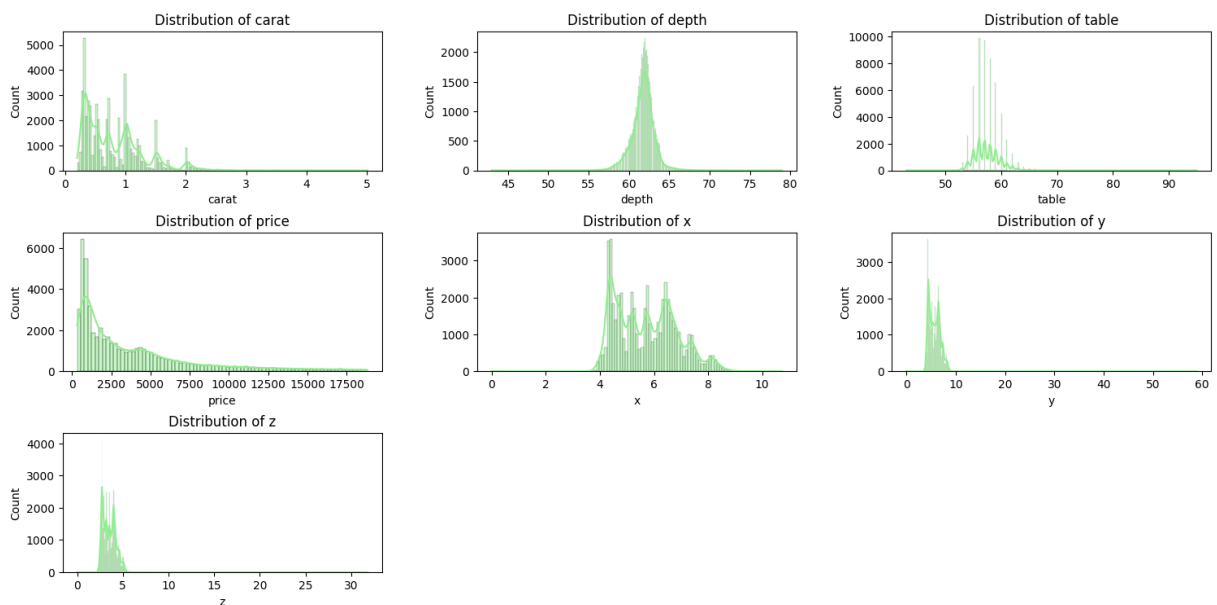 Distribution of carat
Count
5000
4000
3000
2000
1000
0
0 1 2 3 4 5
carat
Distribution of depth
Count
2000
1500
1000
500
0
45 50 55 60 65 70 75 80
depth
Distribution of table
Count
10000
8000
6000
4000
2000
0
50 60 70 80 90
table
Distribution of price
Count
6000
4000
2000
0
0 2500 5000 7500 10000 12500 15000 17500
price
Distribution of x
Count
3000
2000
1000
0
0 2 4 6 8 10
x
Distribution of y
Count
3000
2000
1000
0
0 10 20 30 40 50 60
y
Distribution of z
Count
4000
3000
2000
1000
0
0 5 10 15 20 25 30
z